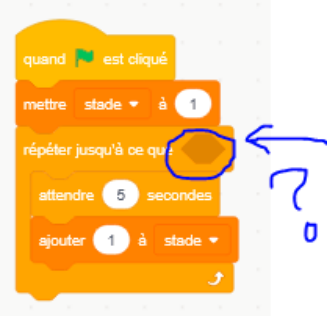 quand est cliqué
mettre stade à 1
répéter jusqu'à ce que
attendre 5 secondes
ajouter 1 à stade
?